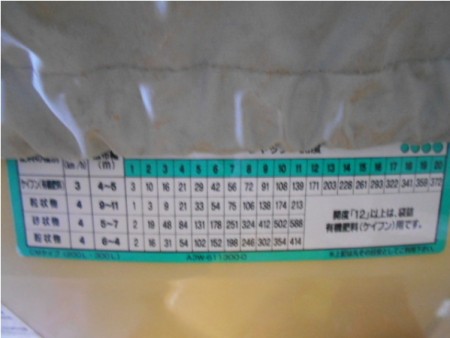 (m) 1 2 3 4 5 6 7 8 9 10 11 12 13 14 15 16 17 18 19 20
ケイフン(有機肥料) 3 4~5 3 10 16 21 29 42 56 72 91 108 139 171 203 228 261 293 322 341 359 372
粒状物 4 9~11 1 3 9 21 33 54 75 106 138 174 213
砂状物 4 5~7 2 19 48 84 131 178 251 324 412 502 588
粉状物 4 6~4 2 16 31 54 102 152 198 246 302 354 414
開度「12」以上は、袋詰
有機肥料(ケイフン)用です。